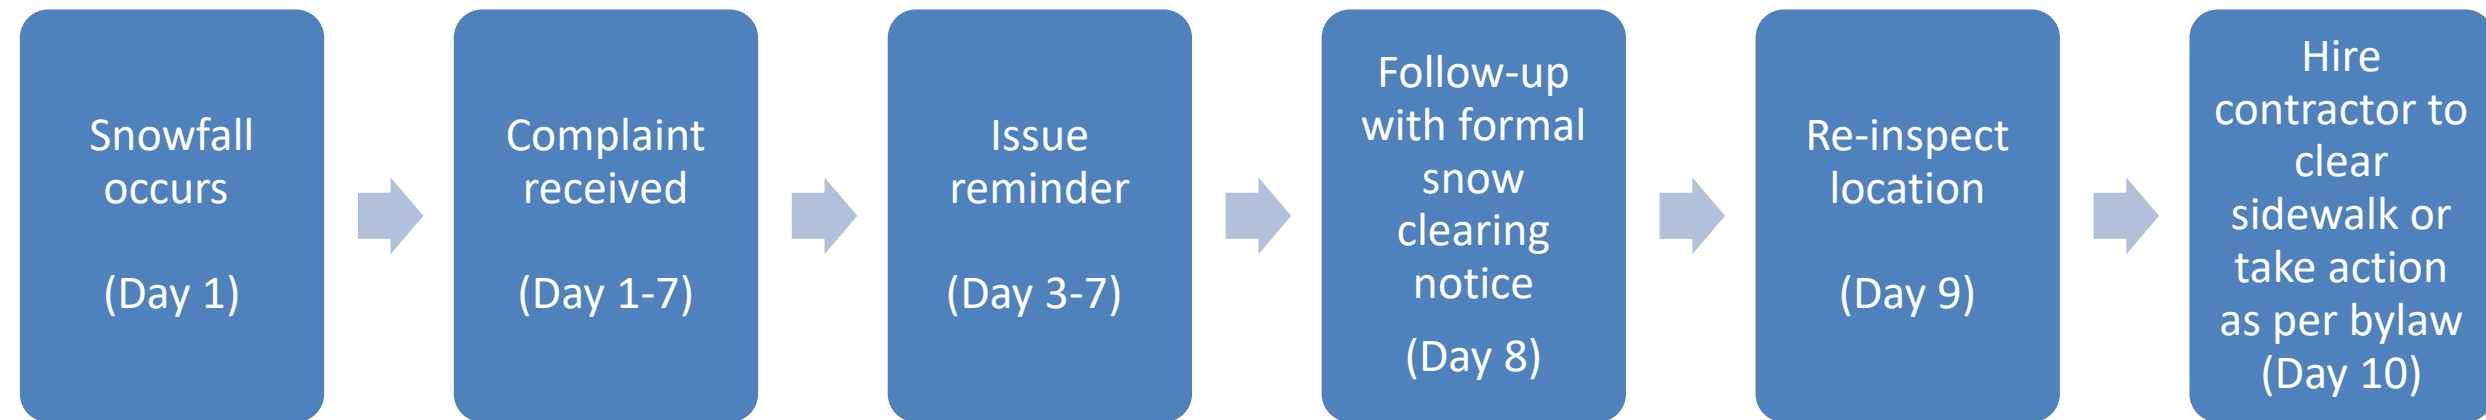 Snowfall
occurs
(Day 1)
Complaint
received
(Day 1-7)
Issue
reminder
(Day 3-7)
Follow-up
with formal
snow
clearing
notice
(Day 8)
Re-inspect
location
(Day 9)
Hire
contractor to
clear
sidewalk or
take action
as per bylaw
(Day 10)